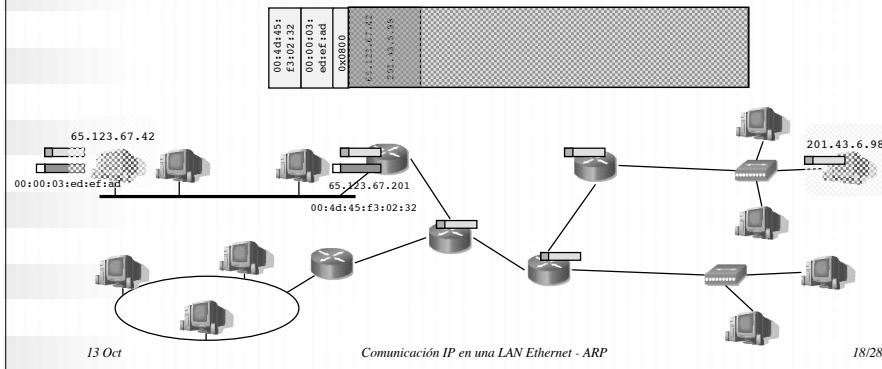 00:4d:45:
f3:02:32
00:00:03:
ed:ef:ad
0x0800
65.123.67.42
201.43.6.98
65.123.67.42
201.43.6.98
00:00:03:ed:ef:ad
65.123.67.201
00:4d:45:f3:02:32
13 Oct
Comunicación IP en una LAN Ethernet - ARP
18/28